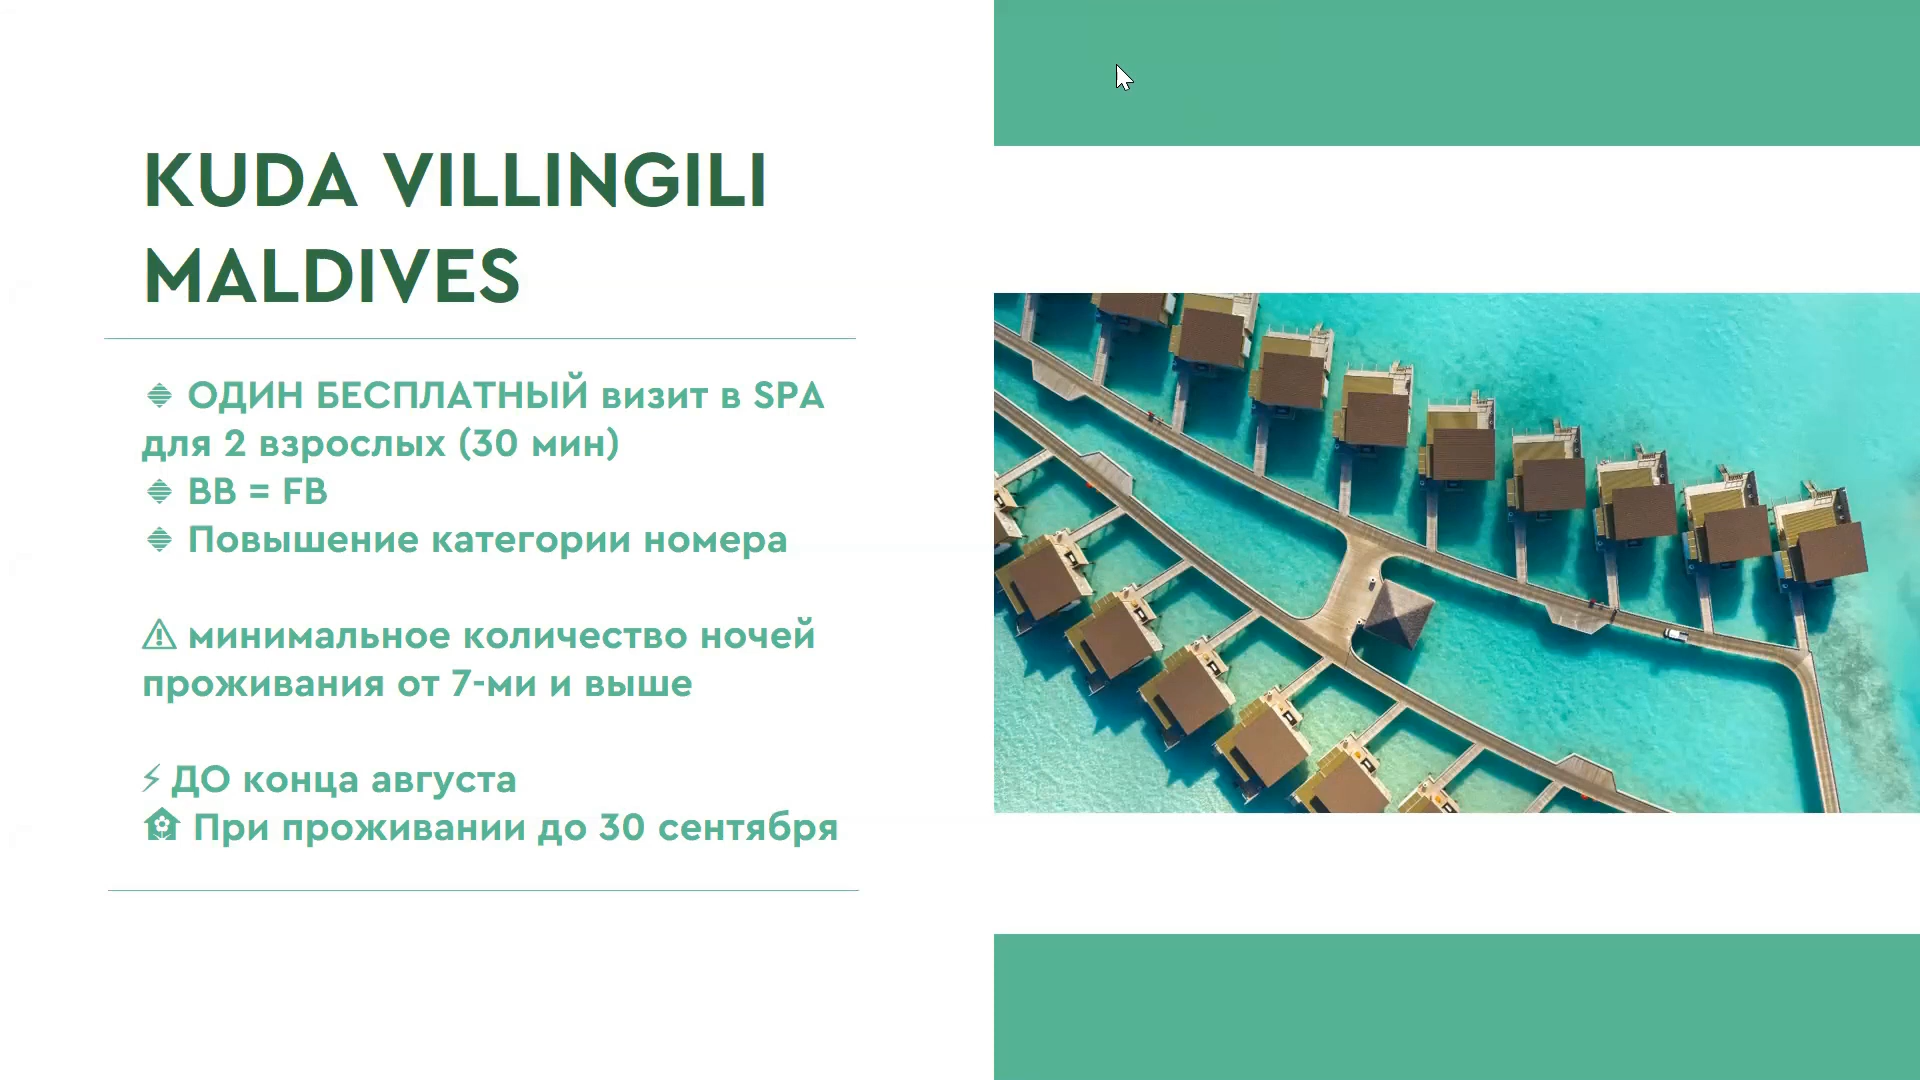 KUDA VILLINGILI
MALDIVES
ОДИН БЕСПЛАТНЫЙ визит в SPA
для 2 взрослых (30 мин)
BB = FB
Повышение категории номера
⚠ минимальное количество ночей
проживания от 7-ми и выше
⚡ ДО конца августа
При проживании до 30 сентября